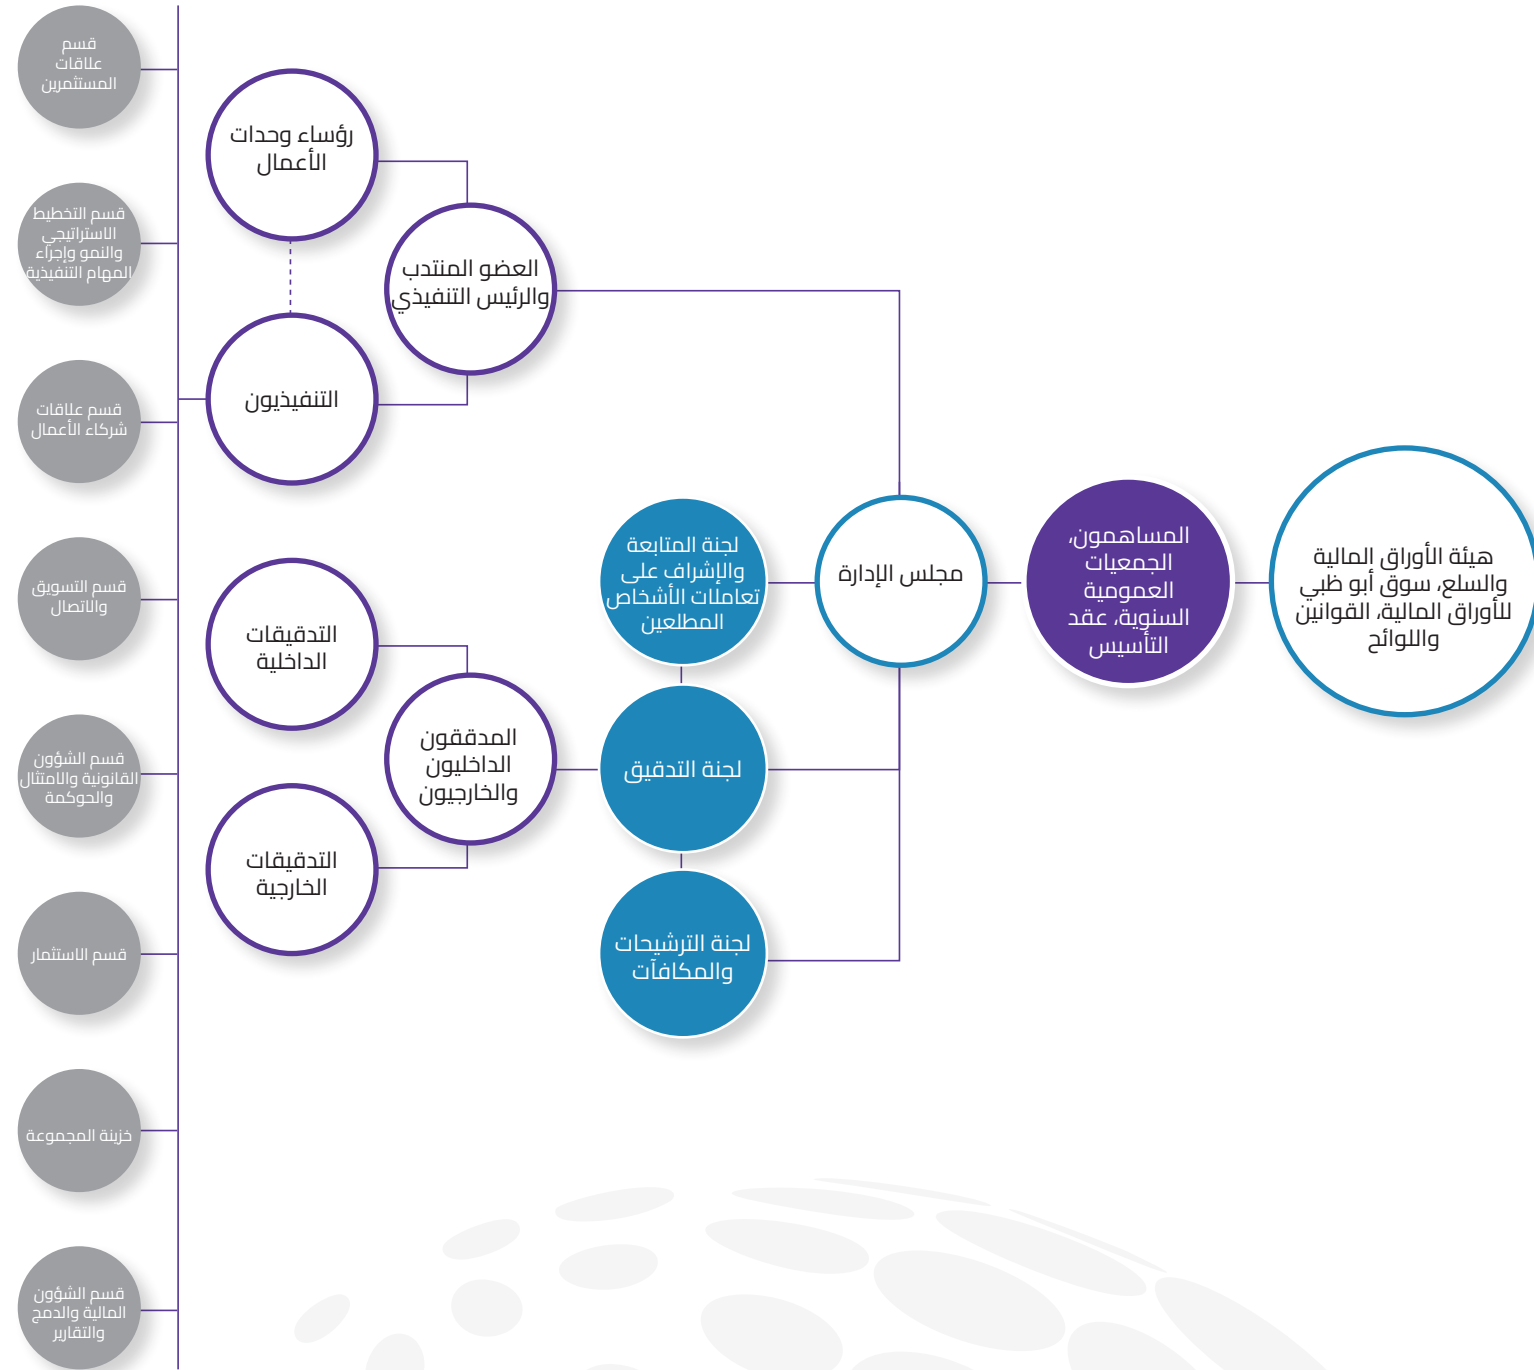 هيئة الأوراق المالية
والسلع، سوق أبو ظبي
للأوراق المالية، القوانين
واللوائح
المساهمون،
الجمعيات
العمومية
السنوية، عقد
التأسيس
مجلس الإدارة
لجنة المتابعة
والإشراف على
تعاملات الأشخاص
المطلعين
لجنة التدقيق
لجنة الترشيحات
والمكافآت
العضو المنتدب
والرئيس التنفيذي
المدققون
الداخليون
والخارجيون
رؤساء وحدات
الأعمال
التنفيذيون
التدقيقات
الداخلية
التدقيقات
الخارجية
قسم
علاقات
المستثمرين
قسم التخطيط
الاستراتيجي
والنمو وإجراء
المهام التنفيذية
قسم علاقات
شركاء الأعمال
قسم التسويق
والاتصال
قسم الشؤون
القانونية والامتثال
والحوكمة
قسم الاستثمار
خزينة المجموعة
قسم الشؤون
المالية والدمج
والتقارير